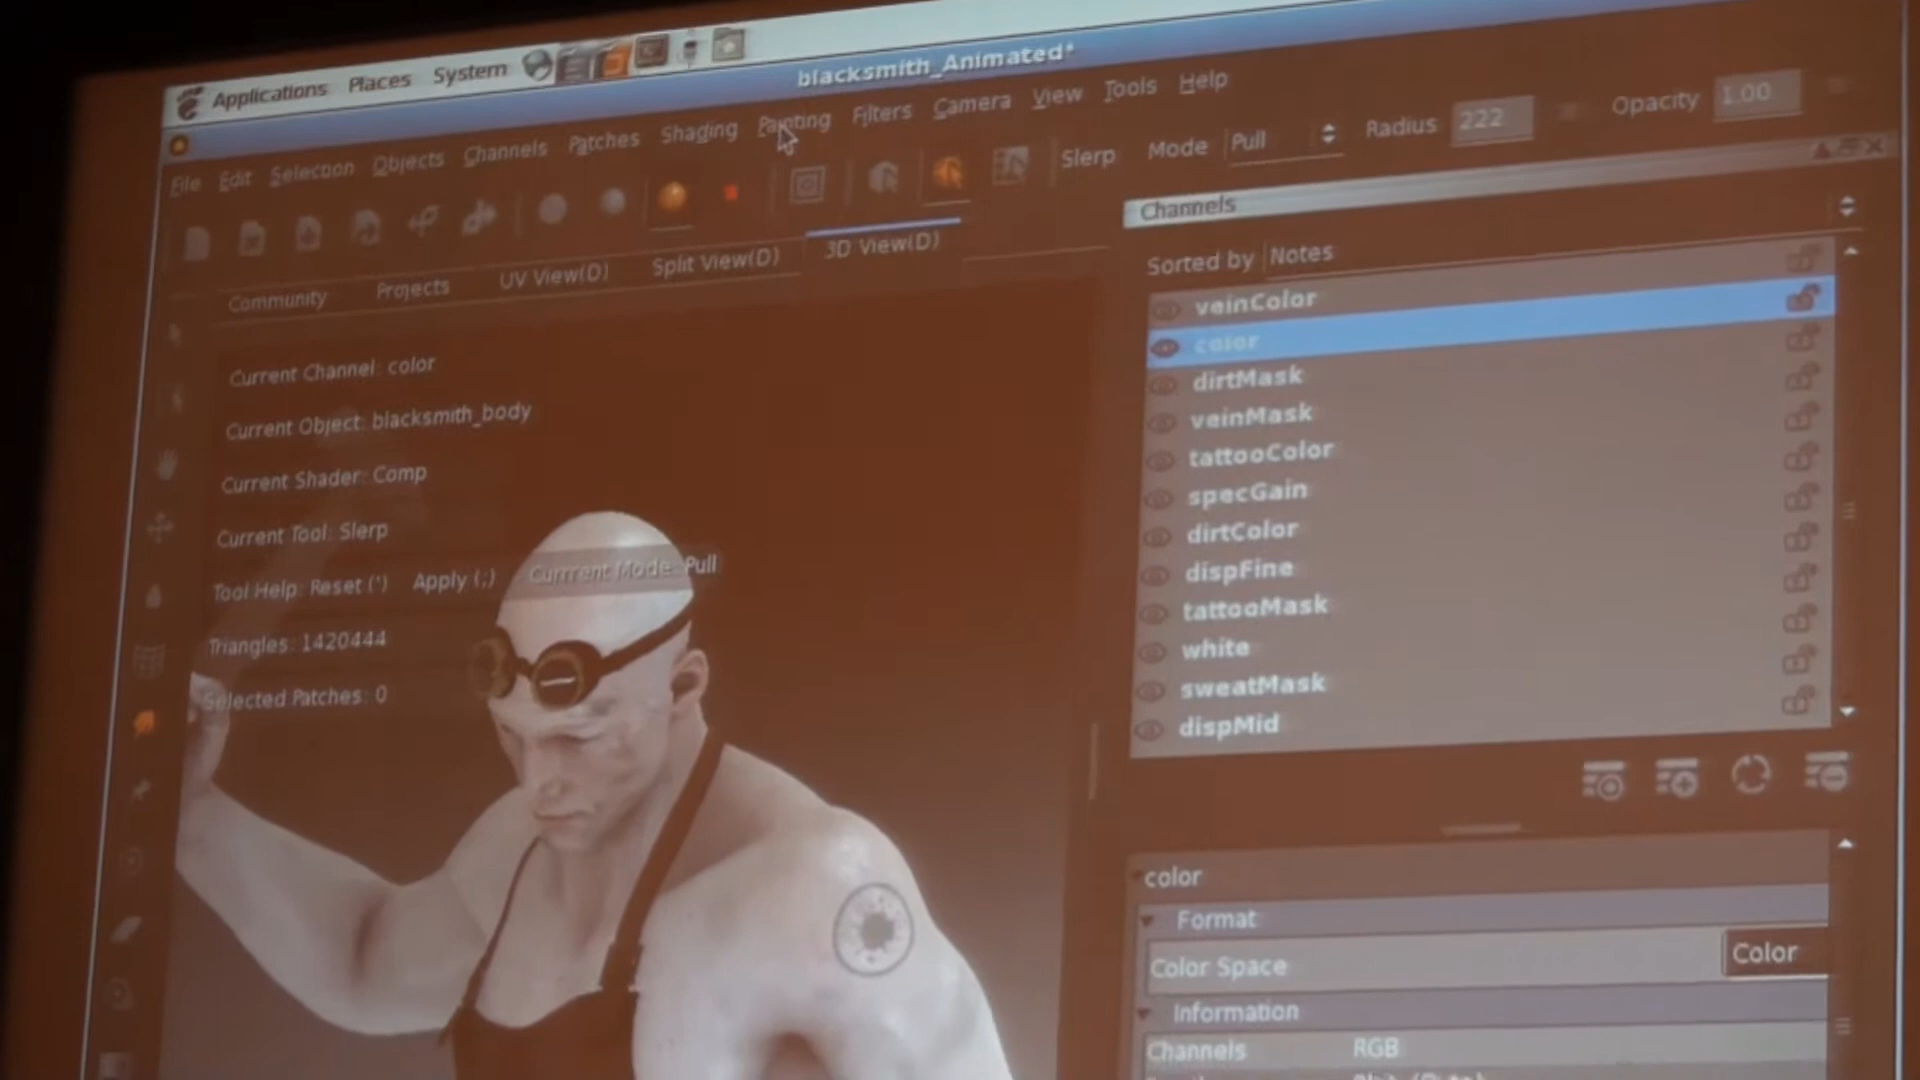 Applications Places System
blacksmith_Animated*
File Edit Selection Objects Channels Patches Shading Painting Filters Camera View Tools Help
Slerp Mode Pull Radius 222 Opacity 1.00
Community Projects UV View(D) Split View(D) 3D View(D)
Current Channel: color
Current Object: blacksmith_body
Current Shader: Comp
Current Tool: Slerp
Tool Help: Reset (') Apply (;) Currrent Mode: Pull
Triangles: 1420444
Selected Patches: 0
Channels
Sorted by Notes
veinColor
color
dirtMask
veinMask
tattooColor
specGain
dirtColor
dispFine
tattooMask
white
sweatMask
dispMid
color
Format
Color Space Color
Information
Channels RGB